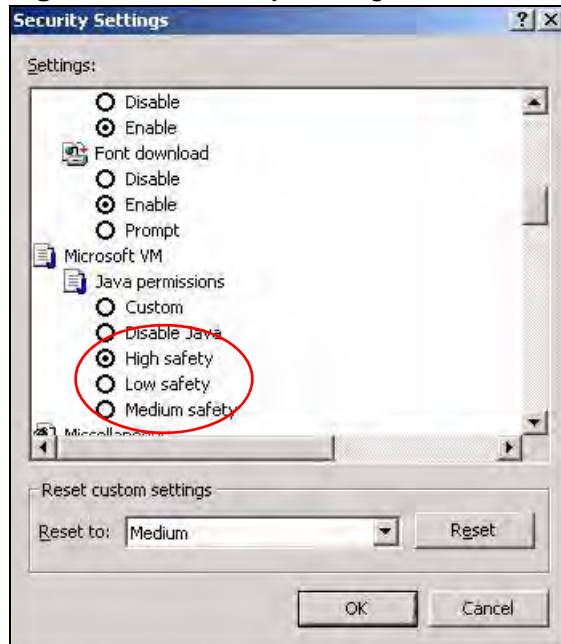 Security Settings
Settings:
Disable
Enable
Font download
Disable
Enable
Prompt
Microsoft VM
Java permissions
Custom
Disable Java
High safety
Low safety
Medium safety
Reset custom settings
Reset to: Medium Reset
OK Cancel